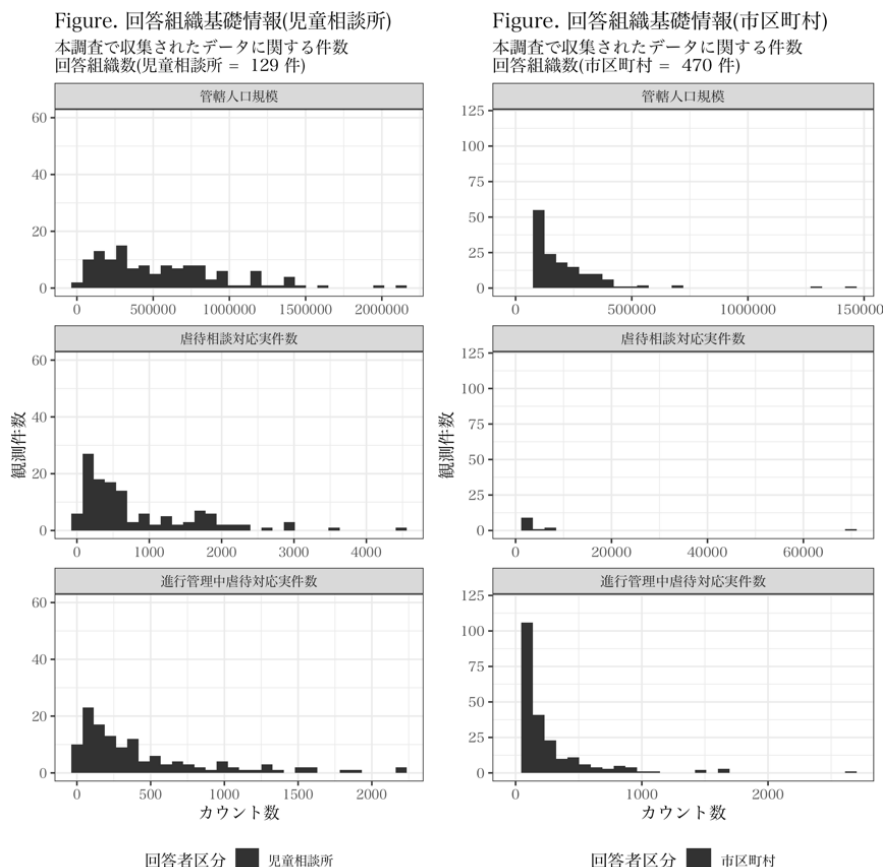 Figure. 回答組織基礎情報(児童相談所)
本調査で収集されたデータに関する件数
回答組織数(児童相談所 = 129 件)
管轄人口規模
60
40
20
0
0 500000 1000000 1500000 2000000
虐待相談対応実件数
60
40
20
0
0 1000 2000 3000 4000
進行管理中虐待対応実件数
60
40
20
0
0 500 1000 1500 2000
観測件数
カウント数
回答者区分 児童相談所
Figure. 回答組織基礎情報(市区町村)
本調査で収集されたデータに関する件数
回答組織数(市区町村 = 470 件)
管轄人口規模
125
100
75
50
25
0
0 500000 1000000 150000
虐待相談対応実件数
125
100
75
50
25
0
0 20000 40000 60000
進行管理中虐待対応実件数
125
100
75
50
25
0
0 1000 2000
観測件数
カウント数
回答者区分 市区町村